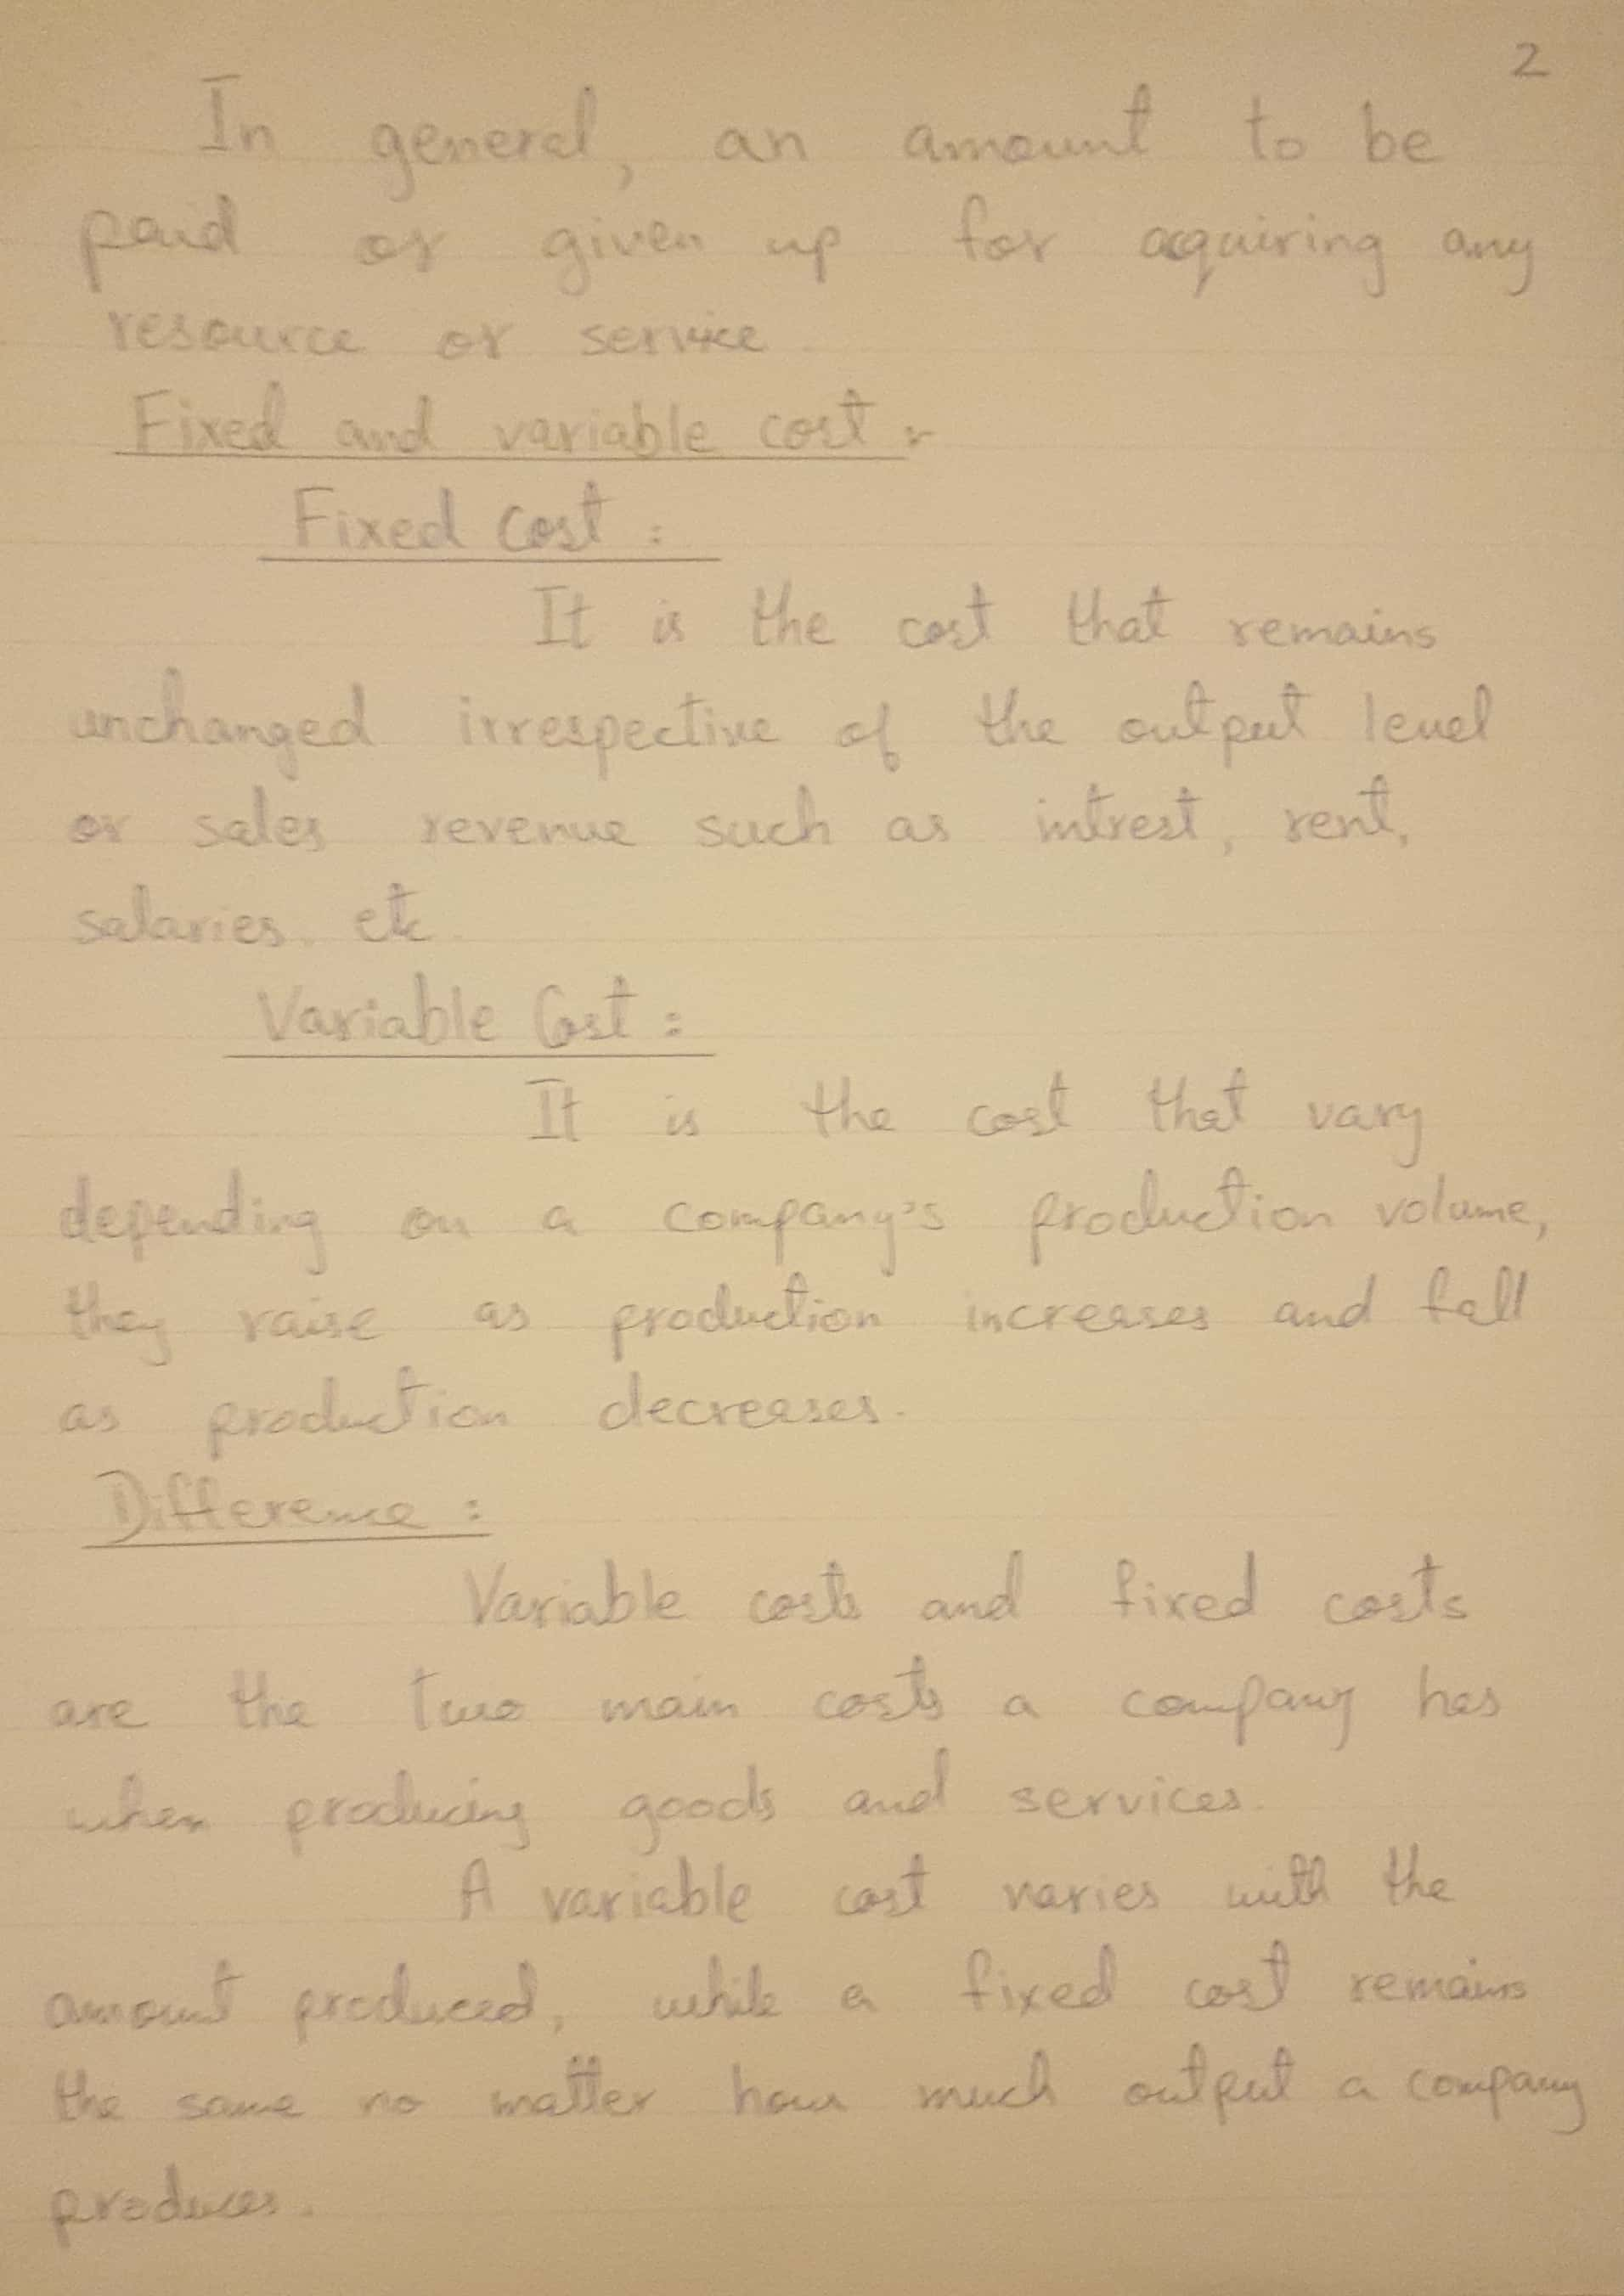 2
In general, an amount to be
paid or given up for acquiring any
resource or service
Fixed and variable cost :-
Fixed Cost :
It is the cost that remains
unchanged irrespective of the output level
or sales revenue such as intrest, rent,
salaries. etc
Variable Cost :
It is the cost that vary
depending on a company's production volume,
they raise as production increases and fall
as production decreases.
Difference :
Variable costs and fixed costs
are the two main costs a company has
when producing goods and services.
A variable cost varies with the
amount produced, while a fixed cost remains
the same no matter how much output a company
produces.